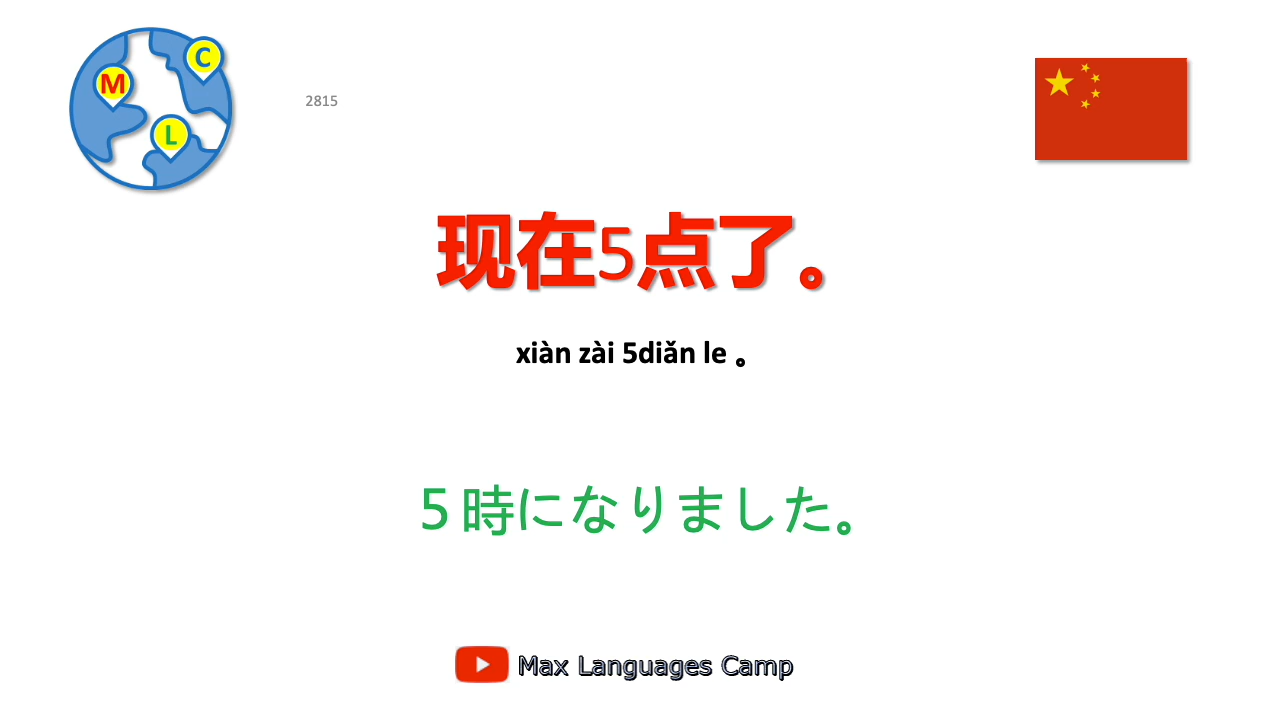 M
C
L
2815
现在5点了。
xiàn zài 5diǎn le 。
５時になりました。
Max Languages Camp